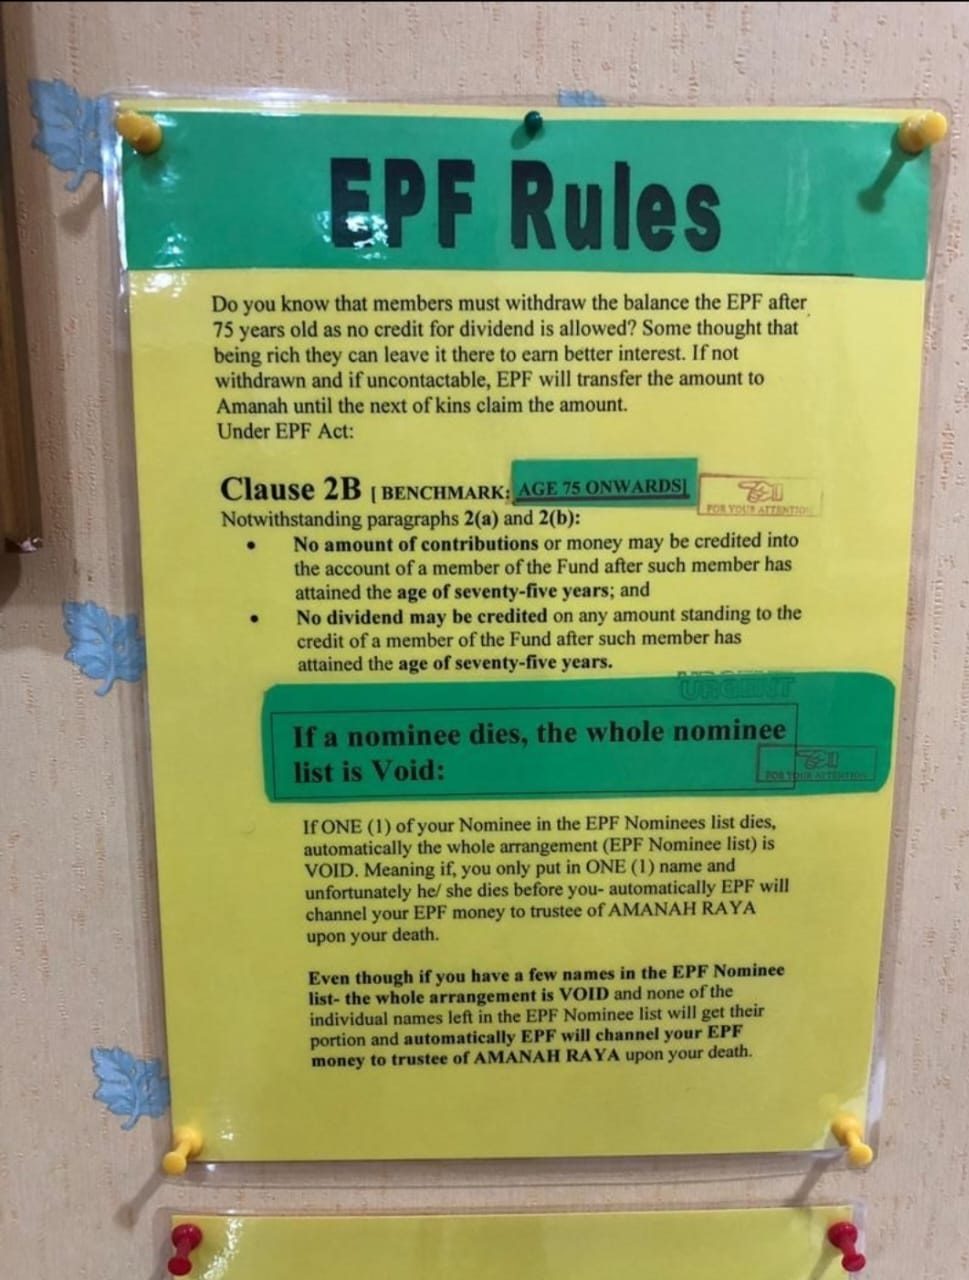 EPF Rules
Do you know that members must withdraw the balance the EPF after
75 years old as no credit for dividend is allowed? Some thought that
being rich they can leave it there to earn better interest. If not
withdrawn and if uncontactable, EPF will transfer the amount to
Amanah until the next of kins claim the amount.
Under EPF Act:
Clause 2B [ BENCHMARK: AGE 75 ONWARDS]
FOR YOUR ATTENTION
Notwithstanding paragraphs 2(a) and 2(b):
• No amount of contributions or money may be credited into
the account of a member of the Fund after such member has
attained the age of seventy-five years; and
• No dividend may be credited on any amount standing to the
credit of a member of the Fund after such member has
attained the age of seventy-five years.
URGENT
If a nominee dies, the whole nominee
list is Void:
FOR YOUR ATTENTION
If ONE (1) of your Nominee in the EPF Nominees list dies,
automatically the whole arrangement (EPF Nominee list) is
VOID. Meaning if, you only put in ONE (1) name and
unfortunately he/ she dies before you- automatically EPF will
channel your EPF money to trustee of AMANAH RAYA
upon your death.
Even though if you have a few names in the EPF Nominee
list- the whole arrangement is VOID and none of the
individual names left in the EPF Nominee list will get their
portion and automatically EPF will channel your EPF
money to trustee of AMANAH RAYA upon your death.